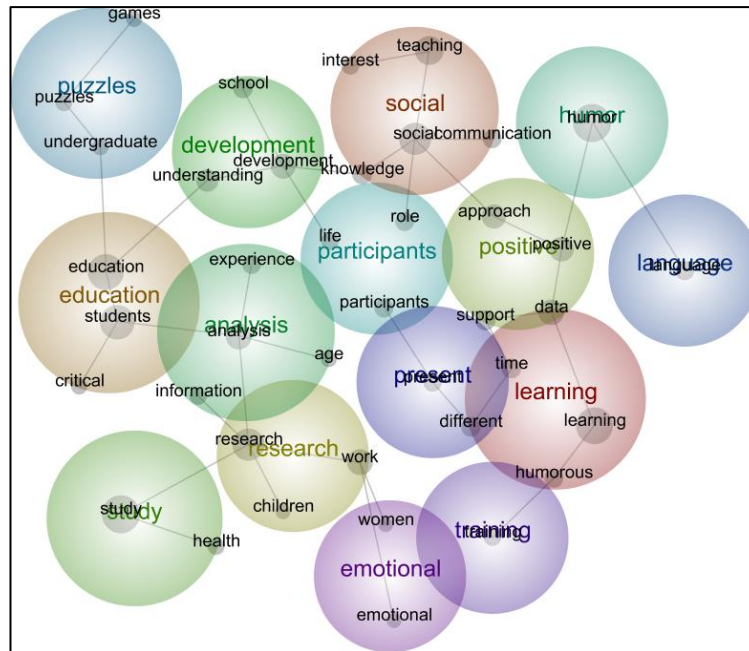 games
teaching
interest
puzzles
school
puzzles
social
humor
humor
undergraduate
development
social
communication
development
knowledge
understanding
role
approach
life
participants
positive
positive
experience
education
education
language
language
participants
support
data
students
analysis
analysis
age
time
critical
information
present
present
learning
different
learning
research
research
work
humorous
study
study
children
women
training
training
health
emotional
emotional